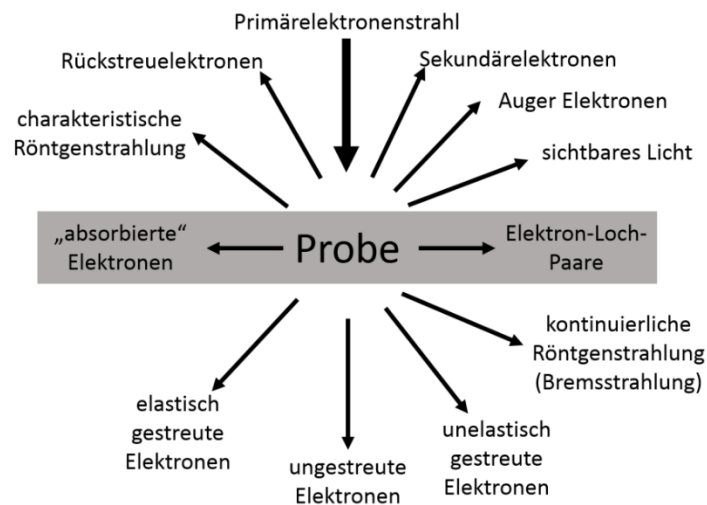 Primärelektronenstrahl
Rückstreuelektronen
Sekundärelektronen
Auger Elektronen
charakteristische
Röntgenstrahlung
sichtbares Licht
„absorbierte“
Elektronen
Probe
Elektron-Loch-
Paare
kontinuierliche
Röntgenstrahlung
(Bremsstrahlung)
elastisch
gestreute
Elektronen
ungestreute
Elektronen
unelastisch
gestreute
Elektronen